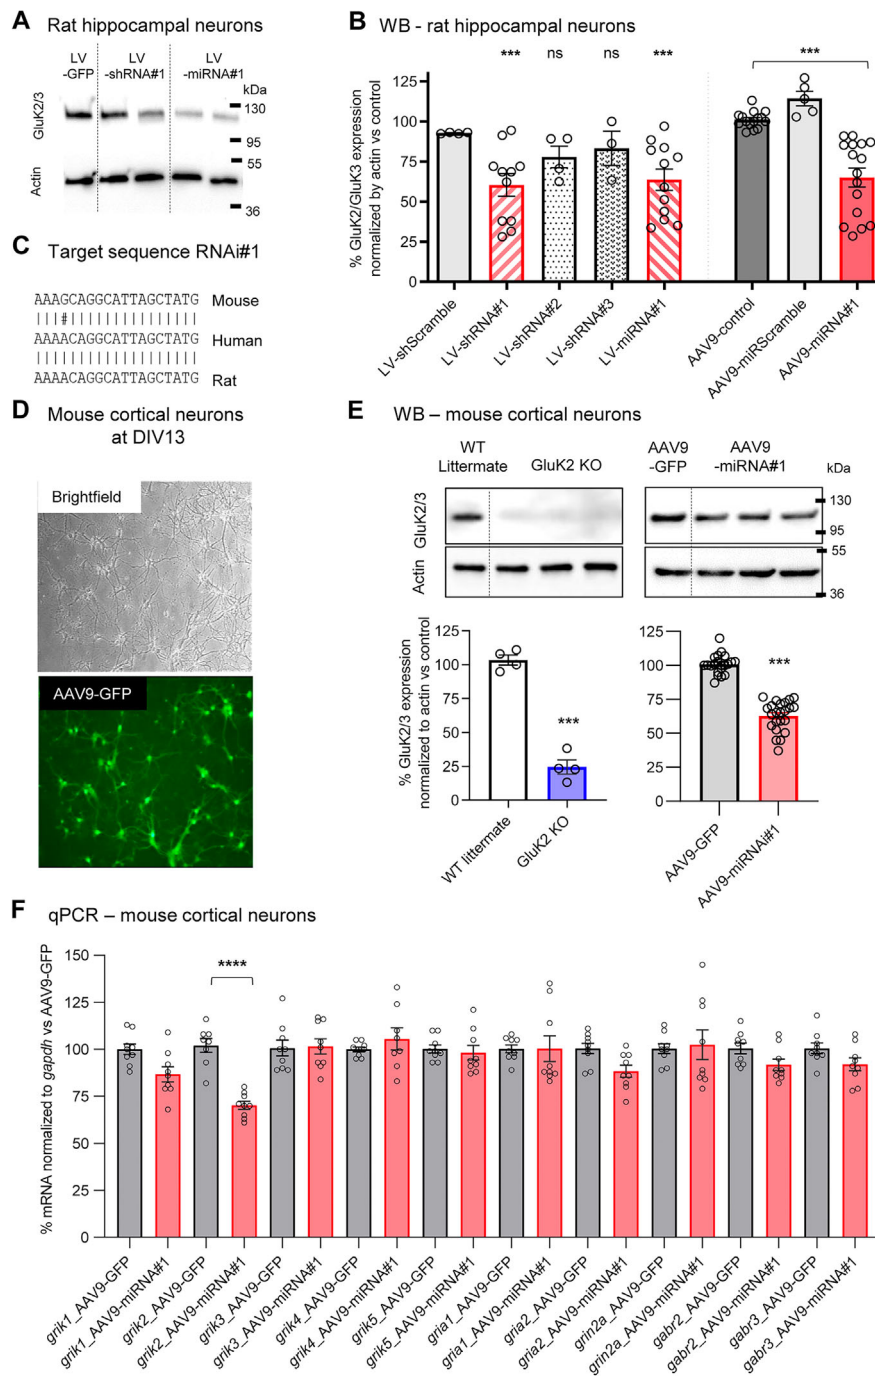 A Rat hippocampal neurons
LV
-GFP
LV
-shRNA#1
LV
-miRNA#1
kDa
GluK2/3
130
95
Actin
55
36
B WB - rat hippocampal neurons
% GluK2/GluK3 expression
normalized by actin vs control
125
100
75
50
25
0
***
ns
ns
***
***
LV-shScramble
LV-shRNA#1
LV-shRNA#2
LV-shRNA#3
LV-miRNA#1
AAV9-control
AAV9-miRScramble
AAV9-miRNA#1
C Target sequence RNAi#1
AAAGCAGGCATTAGCTATG Mouse
|||#|||||||||||||||
AAAACAGGCATTAGCTATG Human
|||||||||||||||||||
AAAACAGGCATTAGCTATG Rat
D Mouse cortical neurons
at DIV13
Brightfield
AAV9-GFP
E WB – mouse cortical neurons
WT
Littermate
GluK2 KO
AAV9
-GFP
AAV9
-miRNA#1
kDa
GluK2/3
130
95
Actin
55
36
% GluK2/3 expression
normalized to actin vs control
125
100
75
50
25
0
***
WT littermate
GluK2 KO
125
100
75
50
25
0
***
AAV9-GFP
AAV9-miRNAi#1
F qPCR – mouse cortical neurons
% mRNA normalized to gapdh vs AAV9-GFP
150
125
100
75
50
25
0
****
grik1_AAV9-GFP
grik1_AAV9-miRNA#1
grik2_AAV9-GFP
grik2_AAV9-miRNA#1
grik3_AAV9-GFP
grik3_AAV9-miRNA#1
grik4_AAV9-GFP
grik4_AAV9-miRNA#1
grik5_AAV9-GFP
grik5_AAV9-miRNA#1
gria1_AAV9-GFP
gria1_AAV9-miRNA#1
gria2_AAV9-GFP
gria2_AAV9-miRNA#1
grin2a_AAV9-GFP
grin2a_AAV9-miRNA#1
gabr2_AAV9-GFP
gabr2_AAV9-miRNA#1
gabr3_AAV9-GFP
gabr3_AAV9-miRNA#1